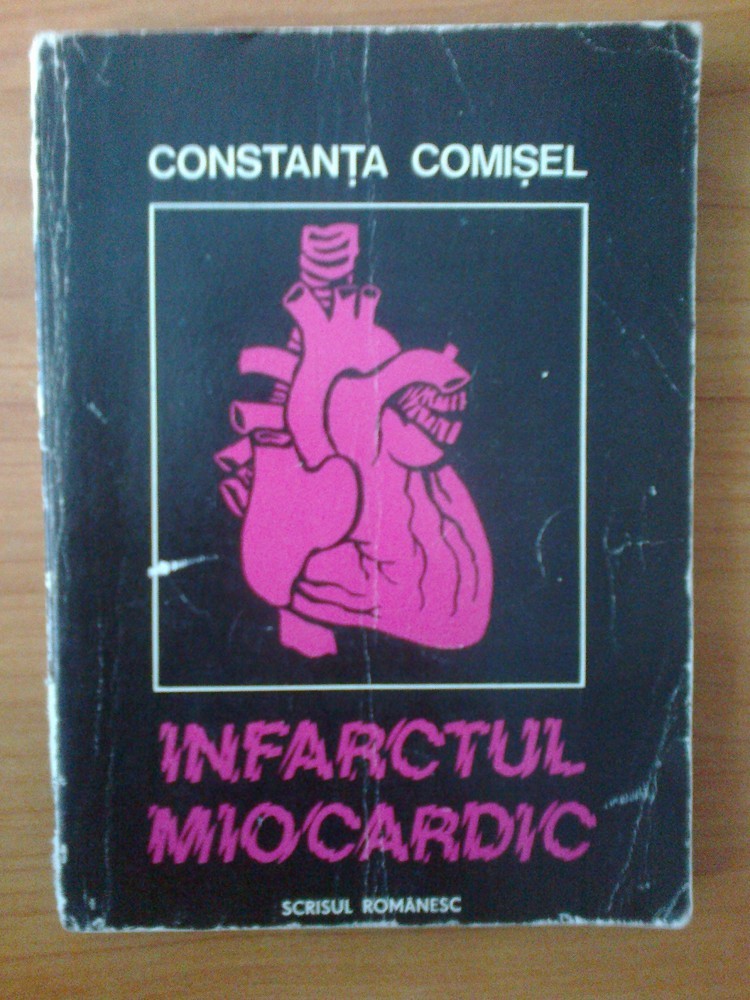 CONSTANȚA COMIȘEL
INFARCTUL
MIOCARDIC
SCRISUL ROMÂNESC